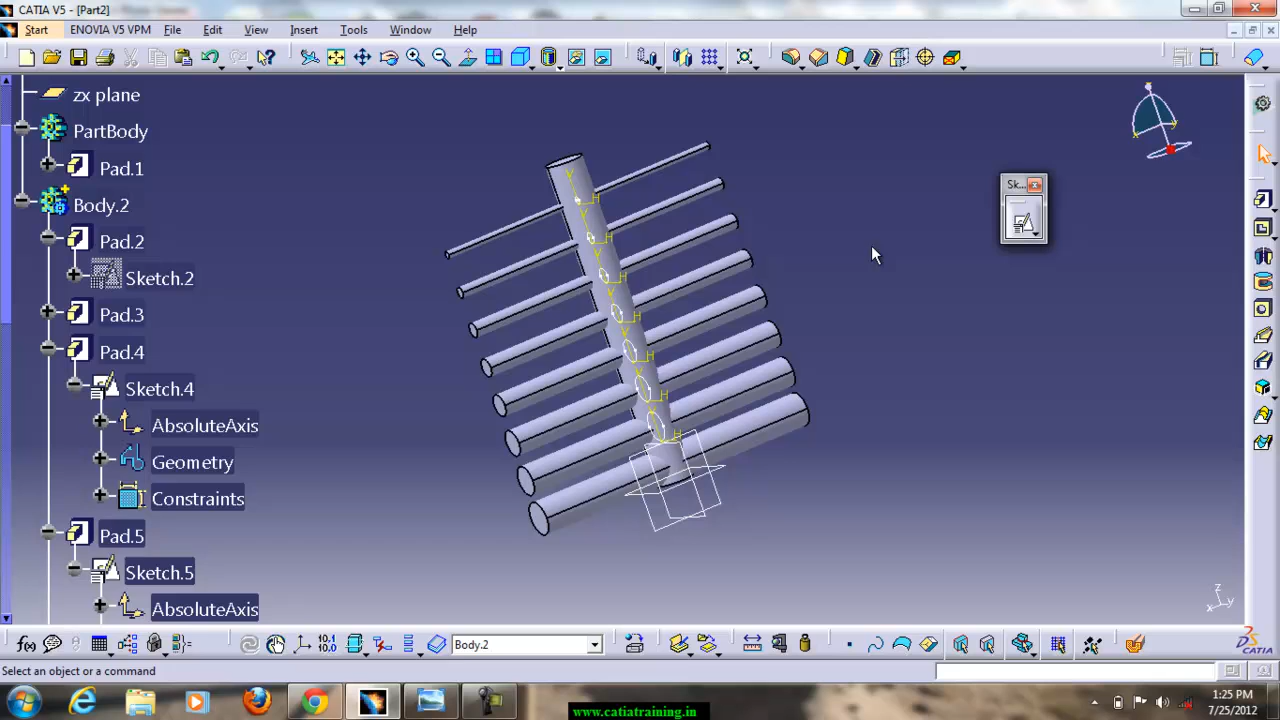 CATIA V5 - [Part2]
Start ENOVIA V5 VPM File Edit View Insert Tools Window Help
zx plane
PartBody
Pad.1
Body.2
Pad.2
Sketch.2
Pad.3
Pad.4
Sketch.4
AbsoluteAxis
Geometry
Constraints
Pad.5
Sketch.5
AbsoluteAxis
Sk...
V
H
V
H
V
H
V
H
V
H
V
H
V
H
z
x y
f(x) 10.1 Body.2
CATIA
Select an object or a command
1:25 PM
7/25/2012
www.catiatraining.in